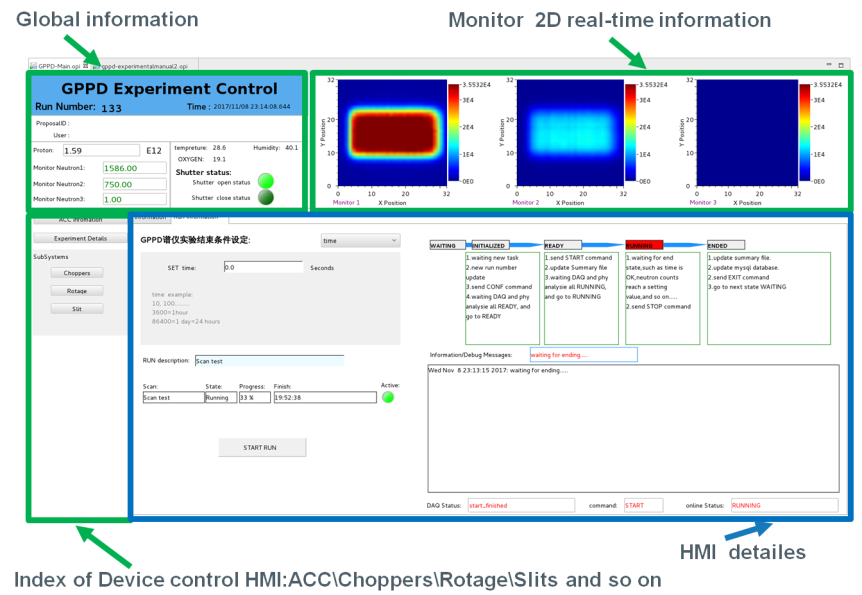 Global information
Monitor 2D real-time information
GPPD-Main.opi
gppd-experimentalmanual2.opi
GPPD Experiment Control
Run Number: 133
Time : 2017/11/08 23:14:08.644
ProposalID :
User :
Proton: 1.59 E12
Monitor Neutron1: 1586.00
Monitor Neutron2: 750.00
Monitor Neutron3: 1.00
tempreture: 28.6 Humidity: 40.1
OXYGEN: 19.1
Shutter status:
Shutter open status
Shutter close status
32
20
10
0
Y Position
0 10 20 32
Monitor 1 X Position
3.5532E4
3E4
2E4
1E4
0E0
32
20
10
0
Y Position
0 10 20 32
Monitor 2 X Position
3.5532E4
3E4
2E4
1E4
0E0
32
20
10
0
Y Position
0 10 20 32
Monitor 3 X Position
3.5532E4
3E4
2E4
1E4
0E0
ACC Infomation
Experiment Details
SubSystems
Choppers
Rotage
Slit
GPPD谱仪实验结束条件设定:
time
SET time: 0.0 Seconds
time example:
10, 100........
3600=1hour
86400=1 day=24 hours
RUN description: Scan test
Scan: State: Progress: Finish: Active:
Scan test Running 33 % 19:52:38
START RUN
WAITING INITIALIZED READY RUNNING ENDED
1.waiting new task
2.new run number
update
3.send CONF command
4.waiting DAQ and phy
analysie all READY, and
go to READY
1.send START command
2.update Summary file
3.waiting DAQ and phy
analysie all RUNNING,
and go to RUNNING
1.waiting for end
state,such as time is
OK,neutron counts
reach a setting
value,and so on.....
2.send STOP command
1.update summary file.
2.update mysql database.
2.send EXIT command
3.go to next state WAITING
Information/Debug Messages: waiting for ending.....
Wed Nov 8 23:13:15 2017: waiting for ending.....
DAQ Status: start_finished command: START online Status: RUNNING
HMI detailes
Index of Device control HMI:ACC\Choppers\Rotage\Slits and so on